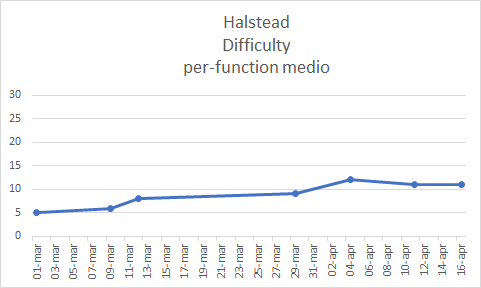 Halstead
Difficulty
per-function medio
30
25
20
15
10
5
0
01-mar
03-mar
05-mar
07-mar
09-mar
11-mar
13-mar
15-mar
17-mar
19-mar
21-mar
23-mar
25-mar
27-mar
29-mar
31-mar
02-apr
04-apr
06-apr
08-apr
10-apr
12-apr
14-apr
16-apr